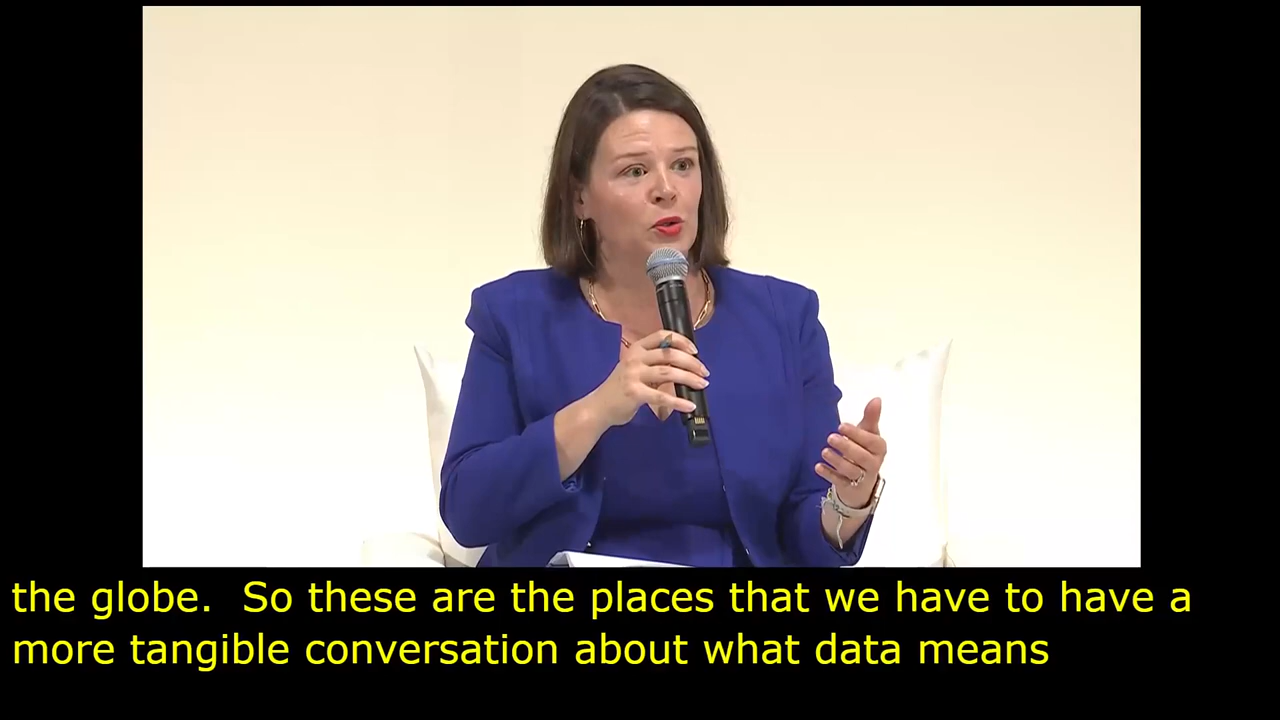 the globe.  So these are the places that we have to have a
more tangible conversation about what data means